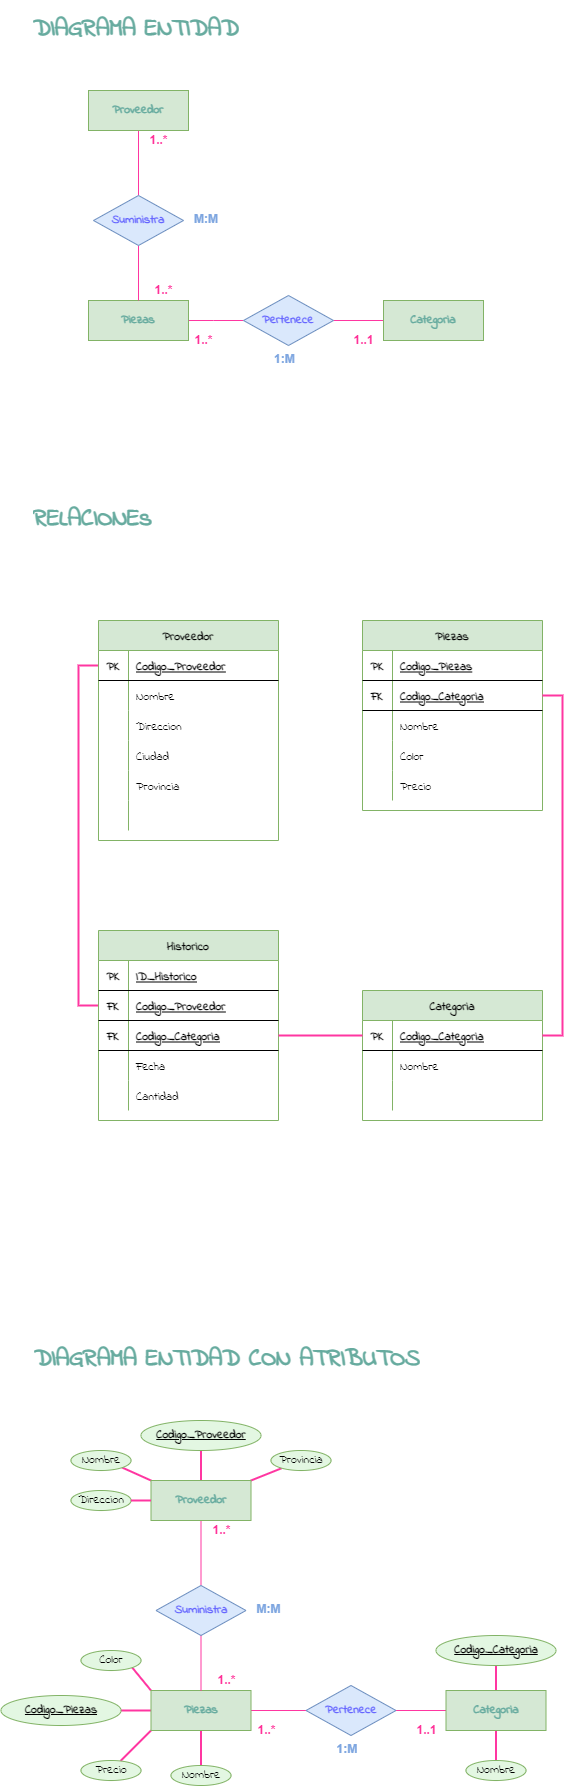 DIAGRAMA ENTIDAD
Proveedor
1..*
Suministra
M:M
1..*
Piezas
Pertenece
Categoria
1..*
1..1
1:M
RELACIONEs
Proveedor
PK Codigo_Proveedor
Nombre
Direccion
Ciudad
Provincia
Piezas
PK Codigo_Piezas
FK Codigo_Categoria
Nombre
Color
Precio
Historico
PK ID_Historico
FK Codigo_Proveedor
FK Codigo_Categoria
Fecha
Cantidad
Categoria
PK Codigo_Categoria
Nombre
DIAGRAMA ENTIDAD CON ATRIBUTOS
Codigo_Proveedor
Nombre
Provincia
Direccion
Proveedor
1..*
Suministra
M:M
Color
1..*
Codigo_Categoria
Codigo_Piezas
Piezas
Pertenece
Categoria
1..*
1..1
1:M
Precio
Nombre
Nombre